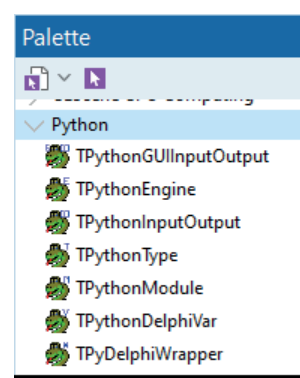 Palette
Python
TPythonGUIInputOutput
TPythonEngine
TPythonInputOutput
TPythonType
TPythonModule
TPythonDelphiVar
TPyDelphiWrapper